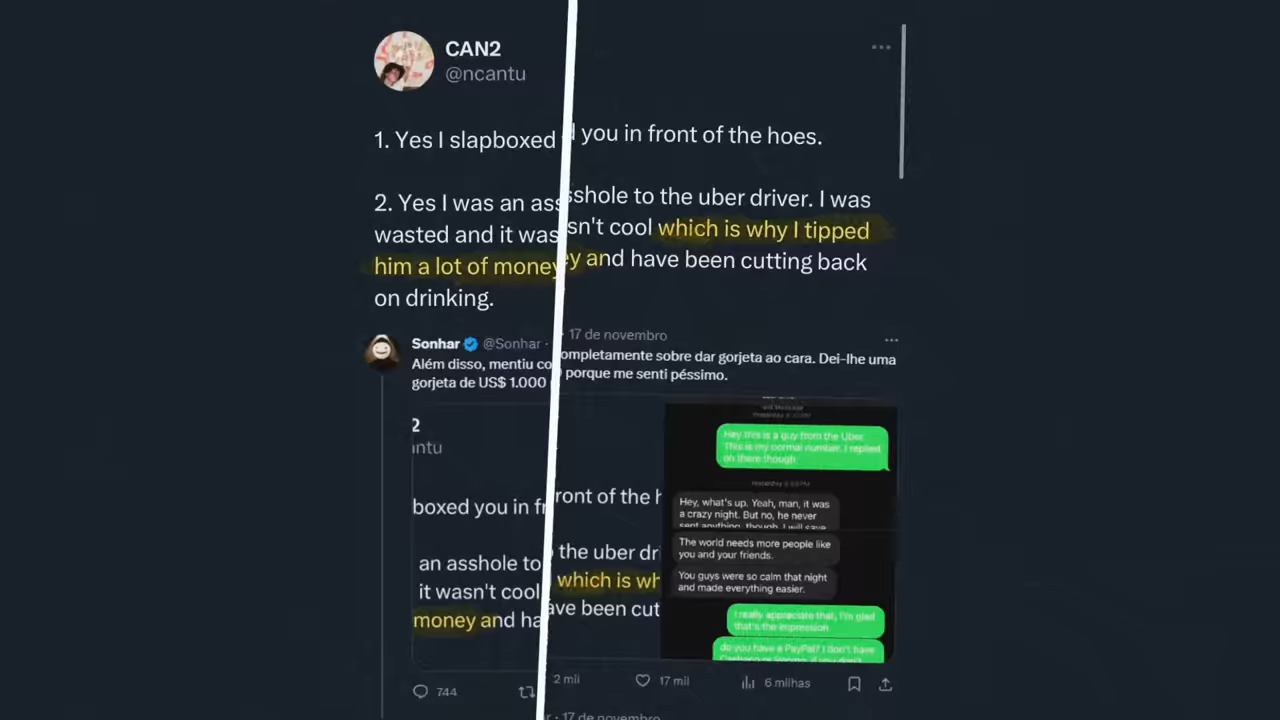 CAN2
@ncantu
1. Yes I slapboxed you in front of the hoes.
2. Yes I was an asshole to the uber driver. I was
wasted and it wasn't cool which is why I tipped
him a lot of money and have been cutting back
on drinking.
Sonhar @Sonhar · 17 de novembro
Além disso, mentiu completamente sobre dar gorjeta ao cara. Dei-lhe uma
gorjeta de US$ 1.000 porque me senti péssimo.
2
ntu
boxed you in front of the h
an asshole to the uber dri
it wasn't cool which is wh
money and have been cut
Hey this is a guy from the Uber
This is my normal number. I replied
on there though
Hey, what's up. Yeah, man, it was
a crazy night. But no, he never
sent anything, though. I will save
The world needs more people like
you and your friends.
You guys were so calm that night
and made everything easier.
I really appreciate that, I'm glad
that's the impression
do you have a PayPal? I don't have
744
2 mil
17 mil
6 milhas
17 de novembro